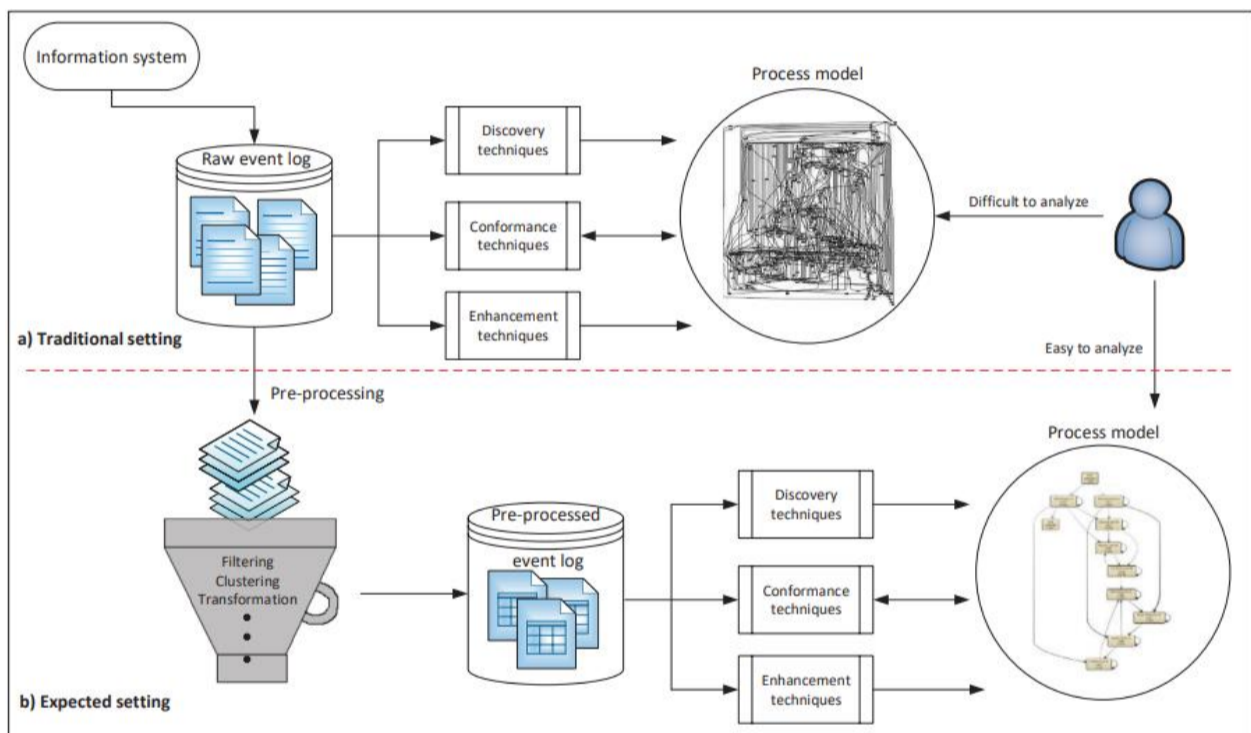 Information system
Raw event log
Discovery
techniques
Conformance
techniques
Enhancement
techniques
Process model
Difficult to analyze
Easy to analyze
a) Traditional setting
Pre-processing
Filtering
Clustering
Transformation
Pre-processed
event log
Discovery
techniques
Conformance
techniques
Enhancement
techniques
Process model
b) Expected setting